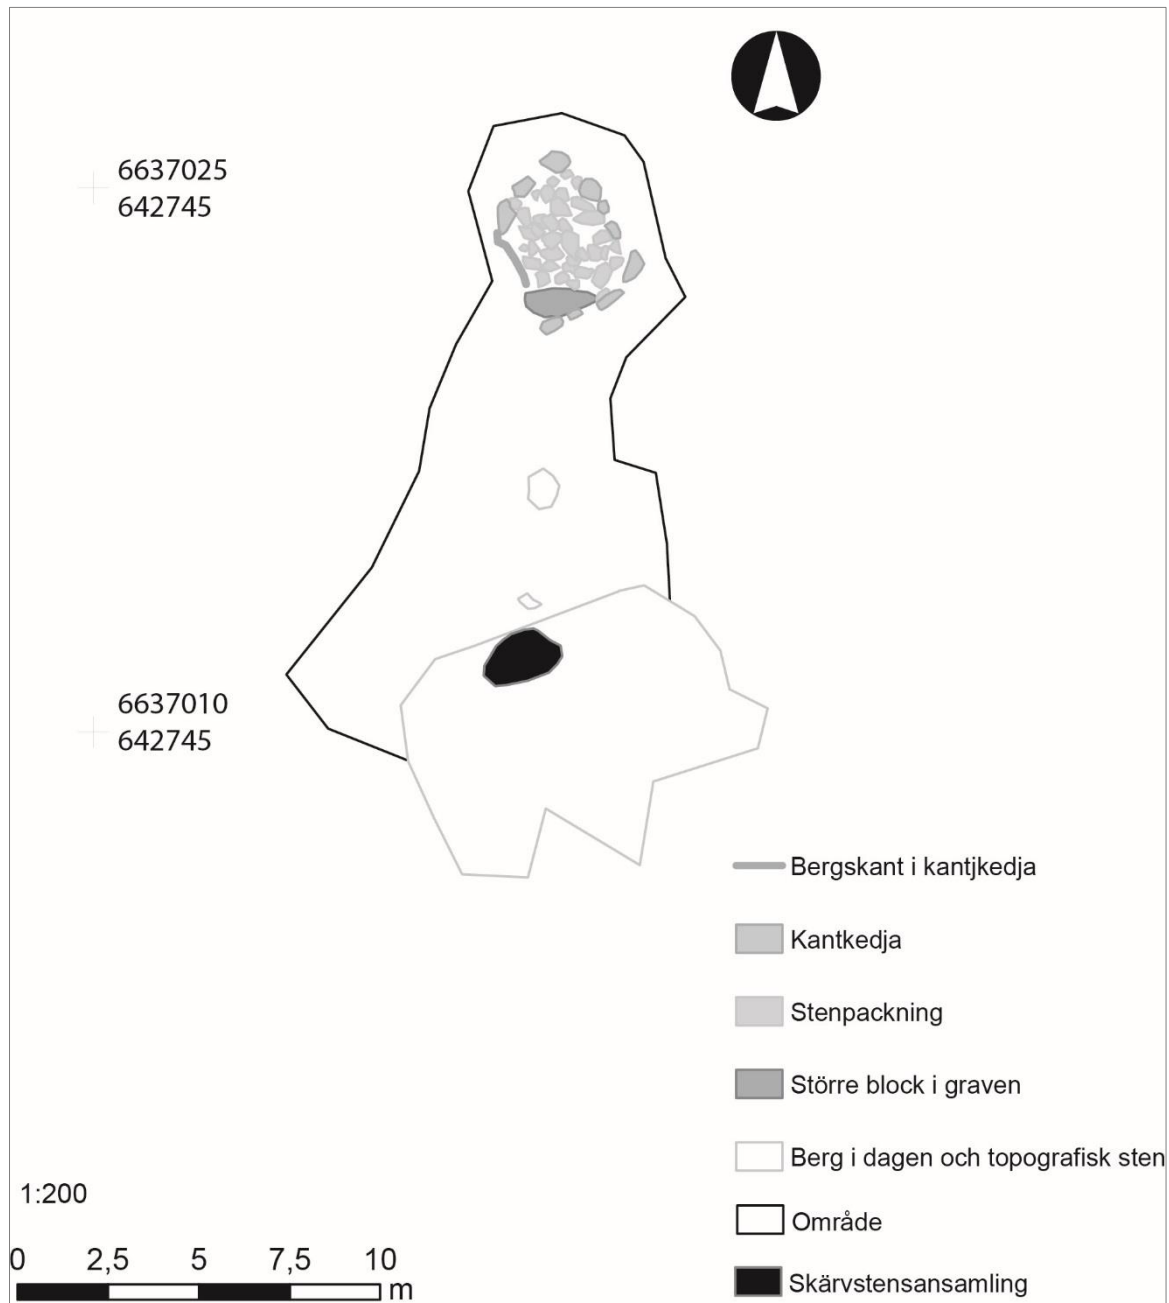 6637025
642745
6637010
642745
Bergskant i kantjkedja
Kantkedja
Stenpackning
Större block i graven
Berg i dagen och topografisk sten
Område
Skärvstensansamling
1:200
0 2,5 5 7,5 10
m